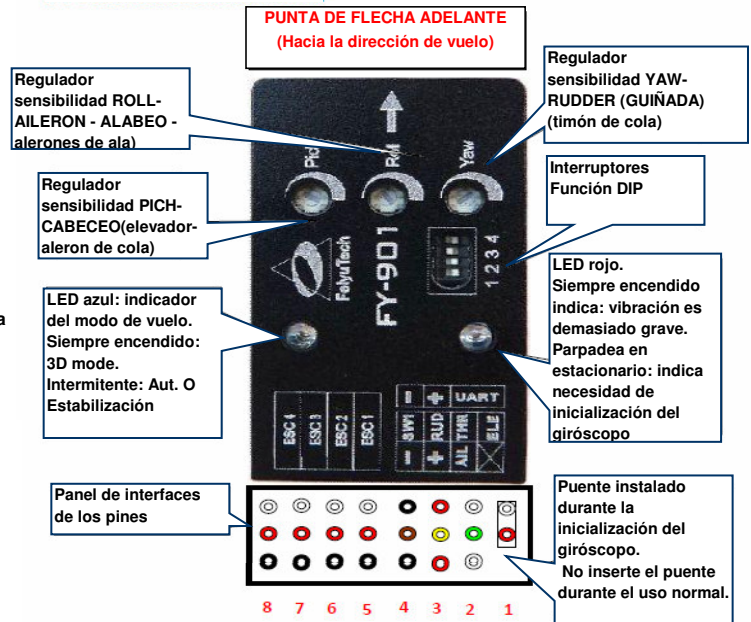 PUNTA DE FLECHA ADELANTE
(Hacia la dirección de vuelo)
Regulador
sensibilidad ROLL-
AILERON - ALABEO -
alerones de ala)
Regulador
sensibilidad YAW-
RUDDER (GUIÑADA)
(timón de cola)
Regulador
sensibilidad PICH-
CABECEO(elevador-
aleron de cola)
Interruptores
Función DIP
Rol
Yaw
FeiyuTech
FY-901
1 2 3 4
a
LED azul: indicador
del modo de vuelo.
Siempre encendido:
3D mode.
Intermitente: Aut. O
Estabilización
LED rojo.
Siempre encendido
indica: vibración es
demasiado grave.
Parpadea en
estacionario: indica
necesidad de
inicialización del
giróscopo
ESC4
ESC3
ESC2
ESC1
- + UART
- SW1
+ RUD
AIL THR
ELE
Panel de interfaces
de los pines
Puente instalado
durante la
inicialización del
giróscopo.
No inserte el puente
durante el uso normal.
8 7 6 5 4 3 2 1